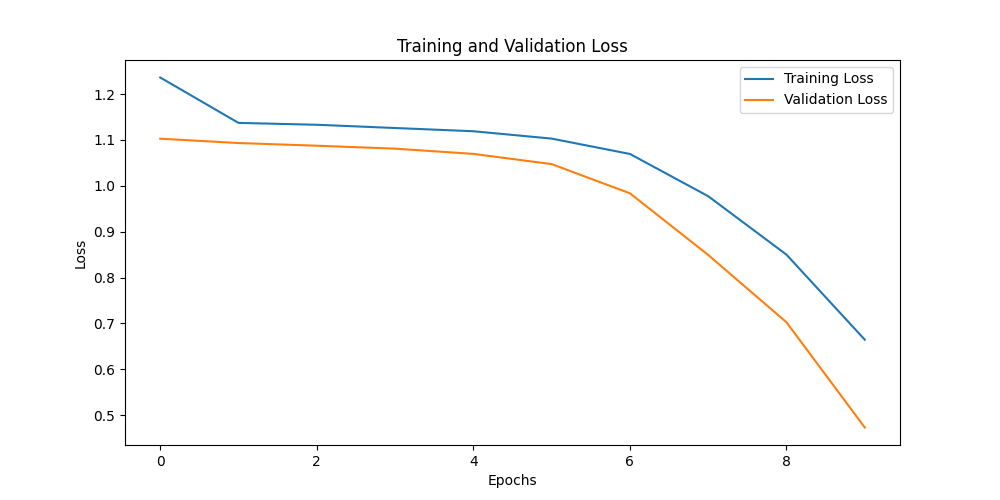 Training and Validation Loss
Training Loss
Validation Loss
1.2
1.1
1.0
0.9
0.8
0.7
0.6
0.5
Loss
0 2 4 6 8
Epochs